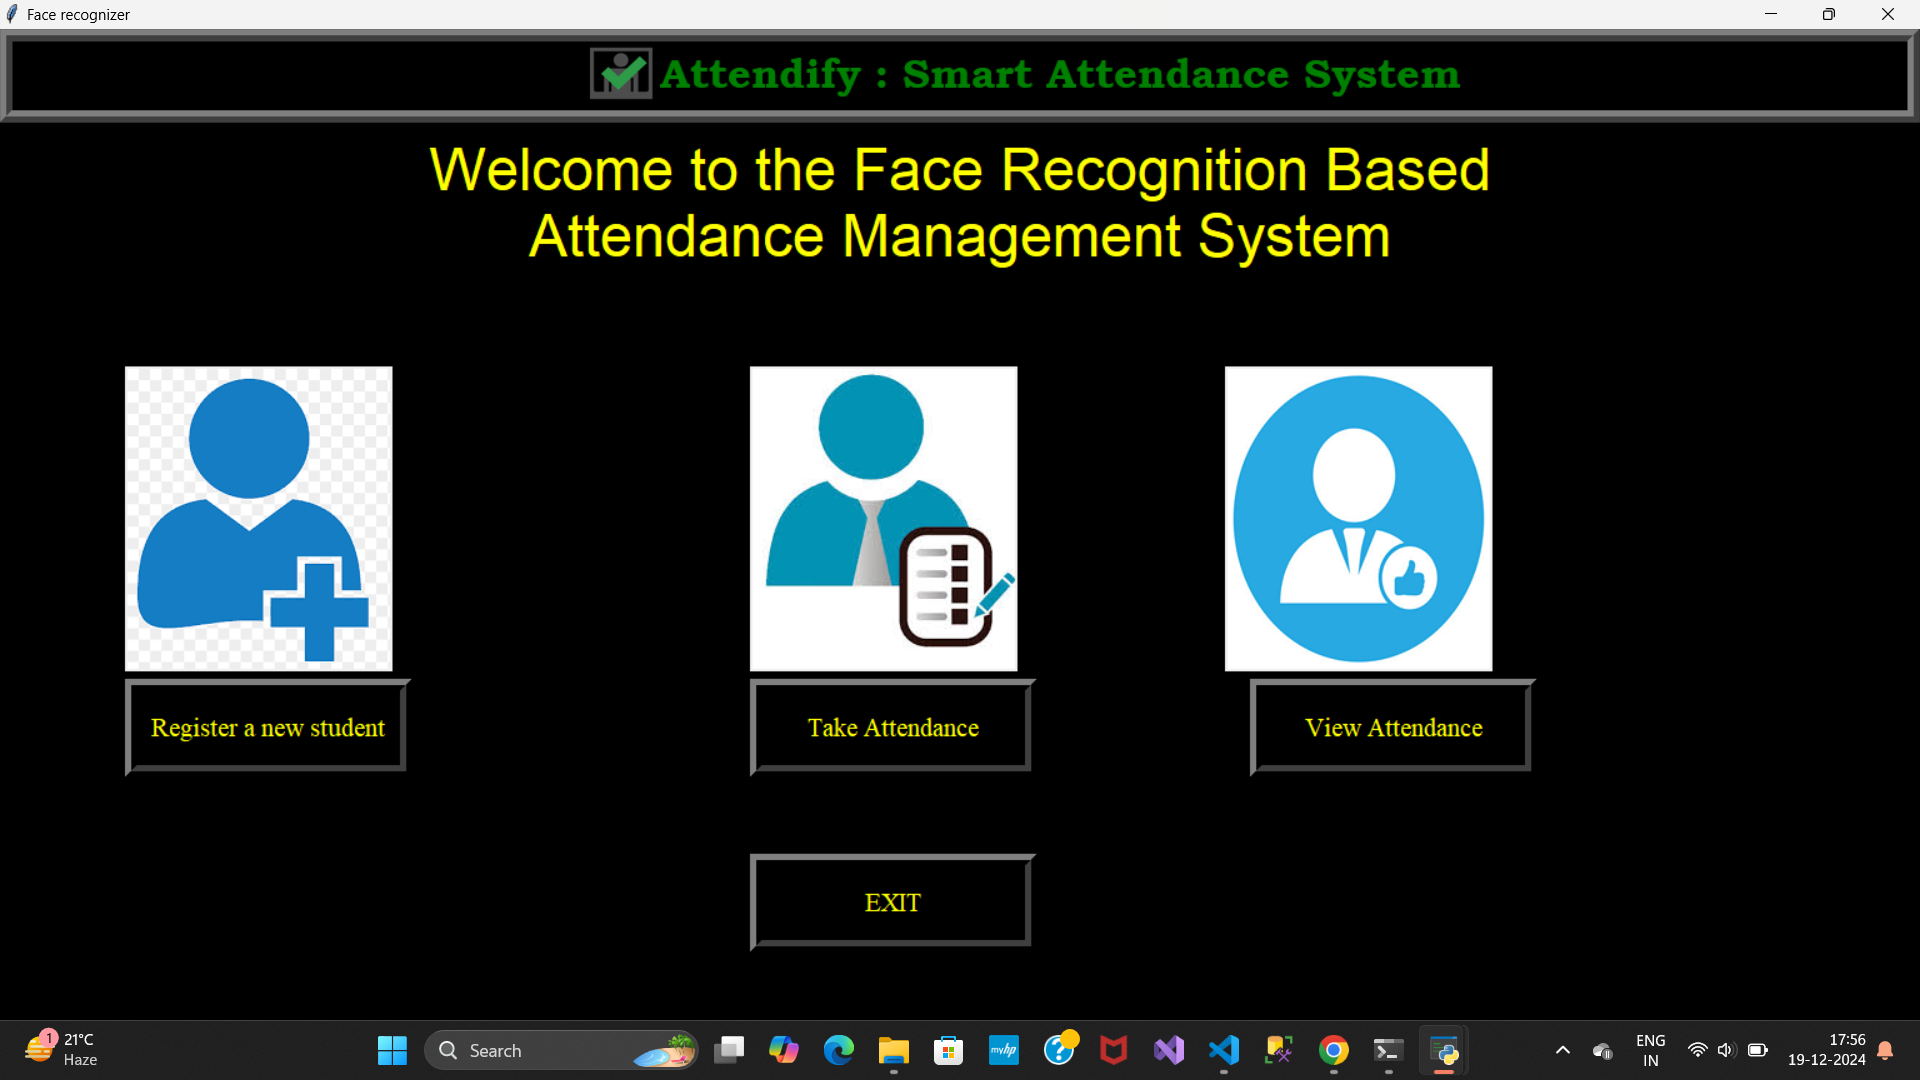 Face recognizer
Attendify : Smart Attendance System
Welcome to the Face Recognition Based
Attendance Management System
Register a new student
Take Attendance
View Attendance
EXIT
1
21°C
Haze
Search
myhp
ENG
IN
17:56
19-12-2024